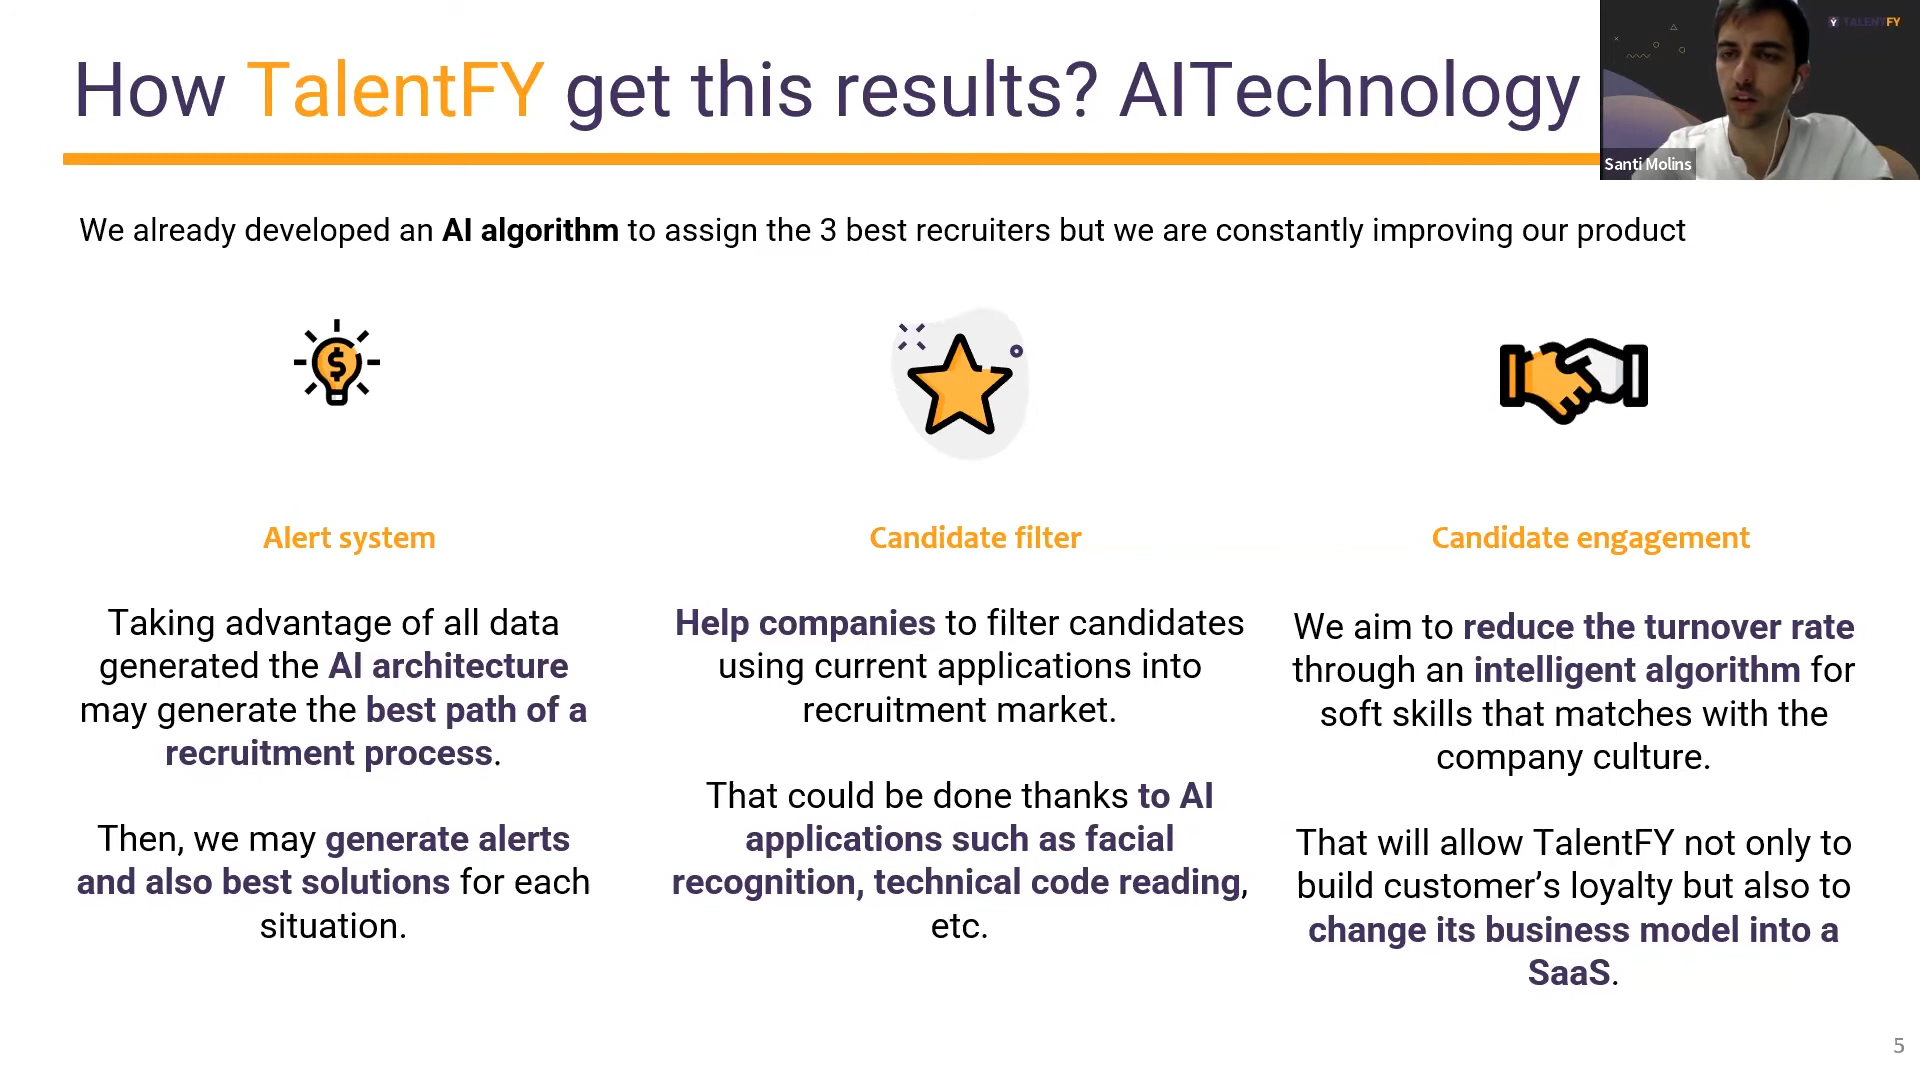 How TalentFY get this results? AITechnology
TALENTFY
Santi Molins
We already developed an AI algorithm to assign the 3 best recruiters but we are constantly improving our product
$
Alert system
Taking advantage of all data
generated the AI architecture
may generate the best path of a
recruitment process.
Then, we may generate alerts
and also best solutions for each
situation.
Candidate filter
Help companies to filter candidates
using current applications into
recruitment market.
That could be done thanks to AI
applications such as facial
recognition, technical code reading,
etc.
Candidate engagement
We aim to reduce the turnover rate
through an intelligent algorithm for
soft skills that matches with the
company culture.
That will allow TalentFY not only to
build customer’s loyalty but also to
change its business model into a
SaaS.
5